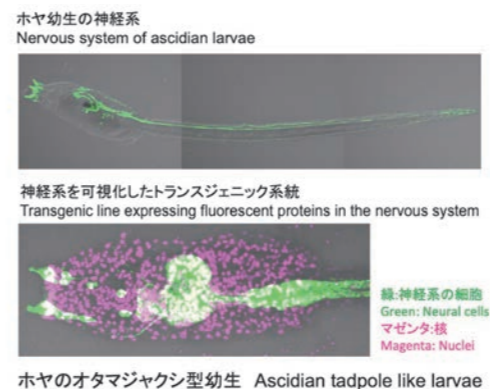 ホヤ幼生の神経系
Nervous system of ascidian larvae
神経系を可視化したトランスジェニック系統
Transgenic line expressing fluorescent proteins in the nervous system
緑:神経系の細胞
Green: Neural cells
マゼンタ:核
Magenta: Nuclei
ホヤのオタマジャクシ型幼生 Ascidian tadpole like larvae